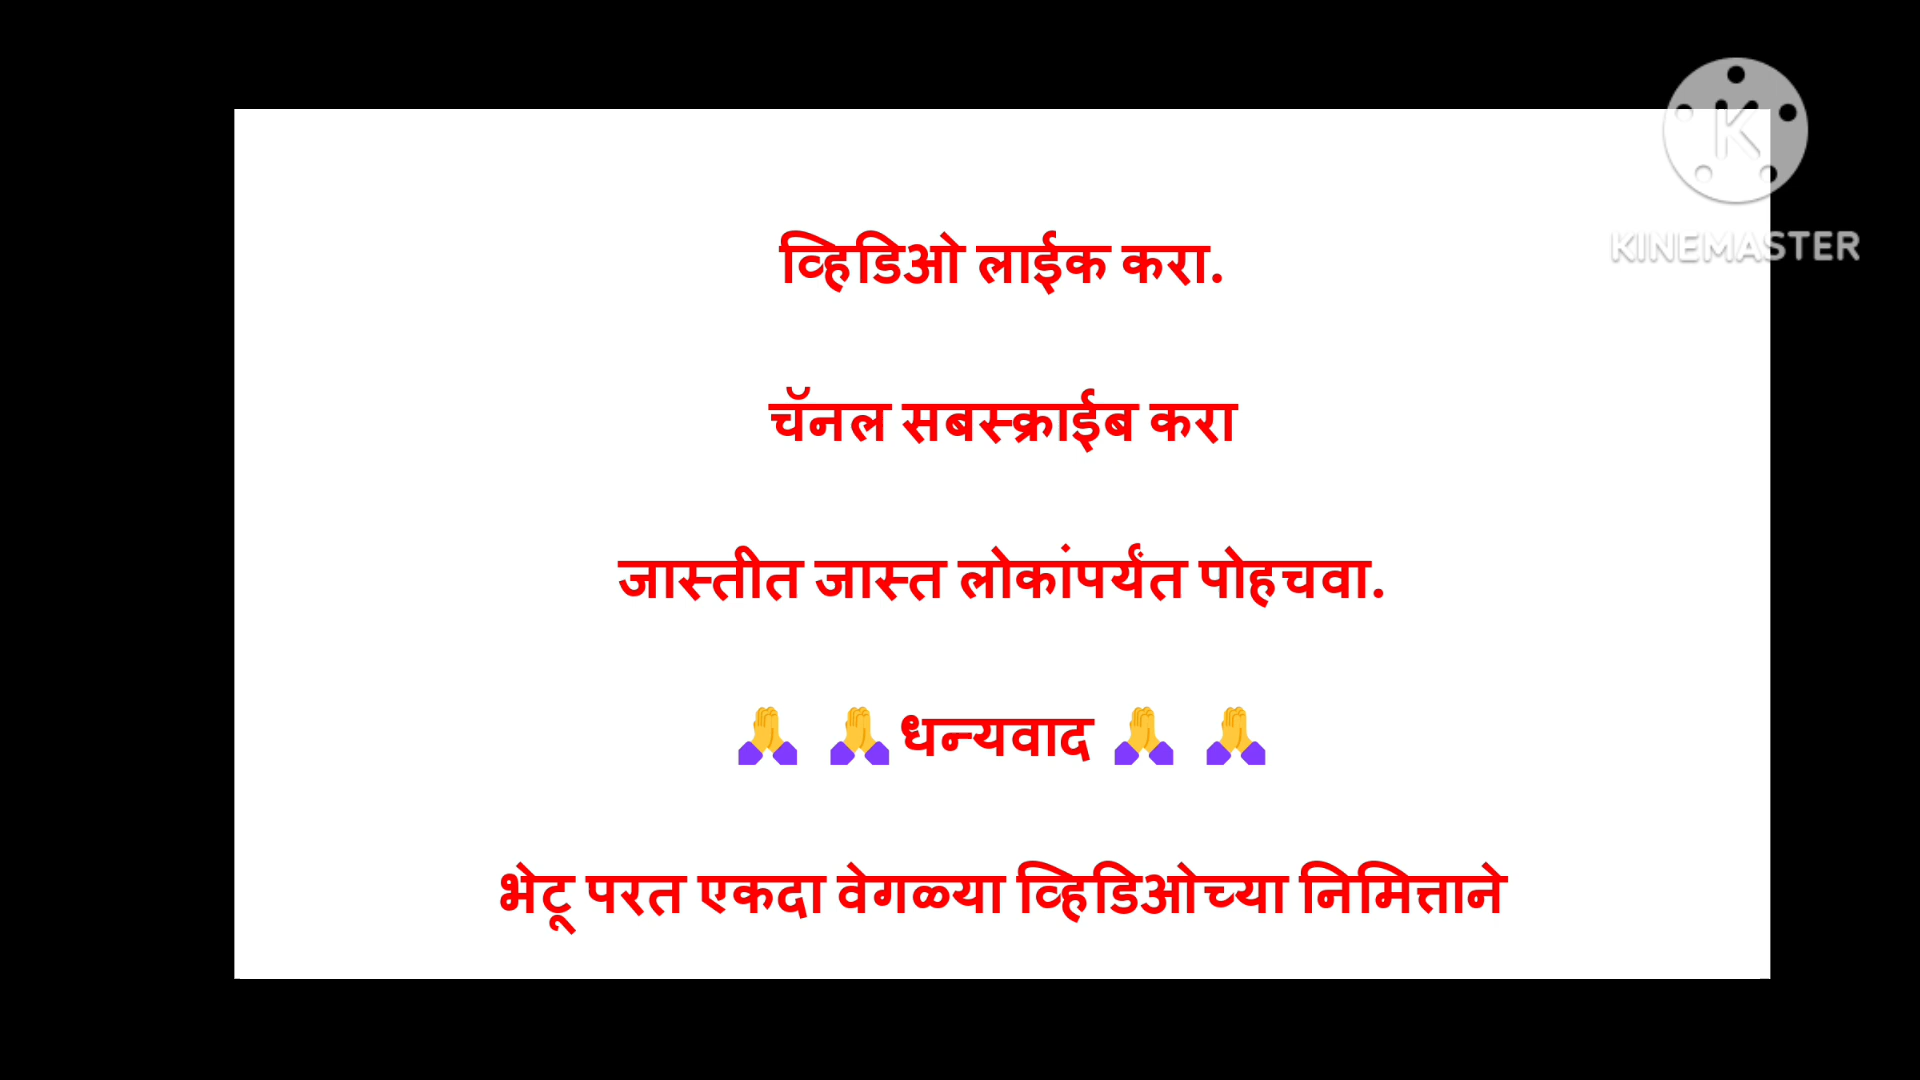 K
KINEMASTER
व्हिडिओ लाईक करा.
चॅनल सबस्क्राईब करा
जास्तीत जास्त लोकांपर्यंत पोहचवा.
🙏 🙏धन्यवाद 🙏 🙏
भेटू परत एकदा वेगळ्या व्हिडिओच्या निमित्ताने